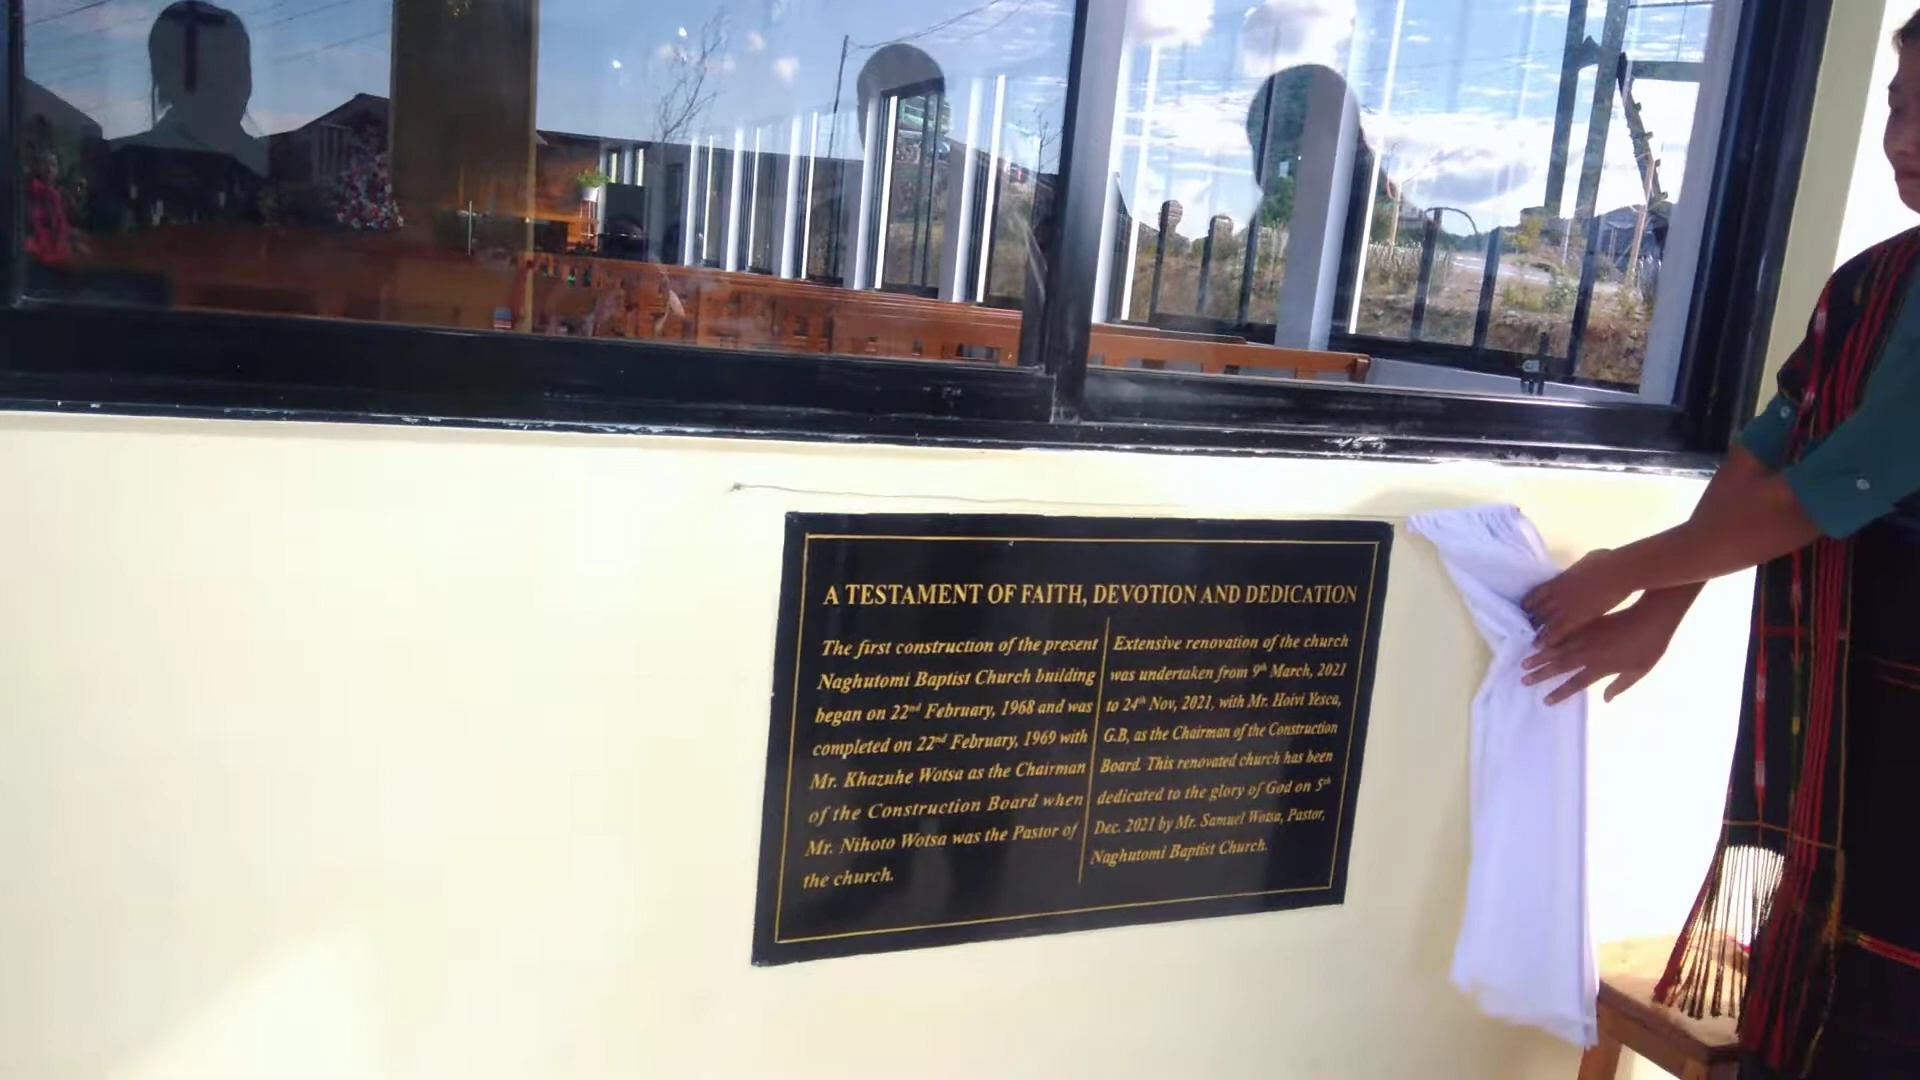 A TESTAMENT OF FAITH, DEVOTION AND DEDICATION
The first construction of the present
Naghutomi Baptist Church building
began on 22nd February, 1968 and was
completed on 22nd February, 1969 with
Mr. Khazuhe Wotsa as the Chairman
of the Construction Board when
Mr. Nihoto Wotsa was the Pastor of
the church.
Extensive renovation of the church
was undertaken from 9th March, 2021
to 24th Nov, 2021, with Mr. Hoivi Yesca,
G.B, as the Chairman of the Construction
Board. This renovated church has been
dedicated to the glory of God on 5th
Dec. 2021 by Mr. Samuel Wotsa, Pastor,
Naghutomi Baptist Church.